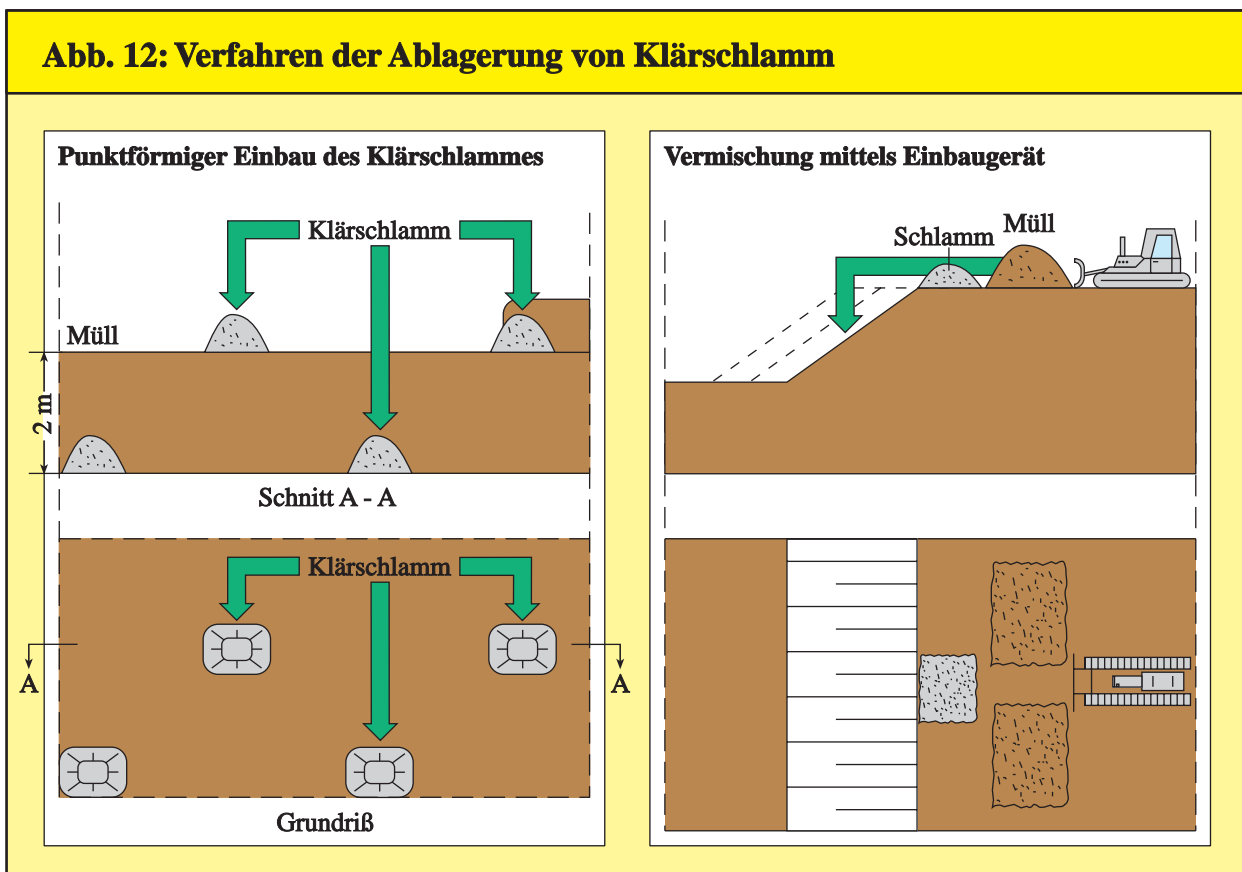 Abb. 12: Verfahren der Ablagerung von Klärschlamm
Punktförmiger Einbau des Klärschlammes
Klärschlamm
Müll
2 m
Schnitt A - A
Klärschlamm
A
A
Grundriß
Vermischung mittels Einbaugerät
Schlamm
Müll